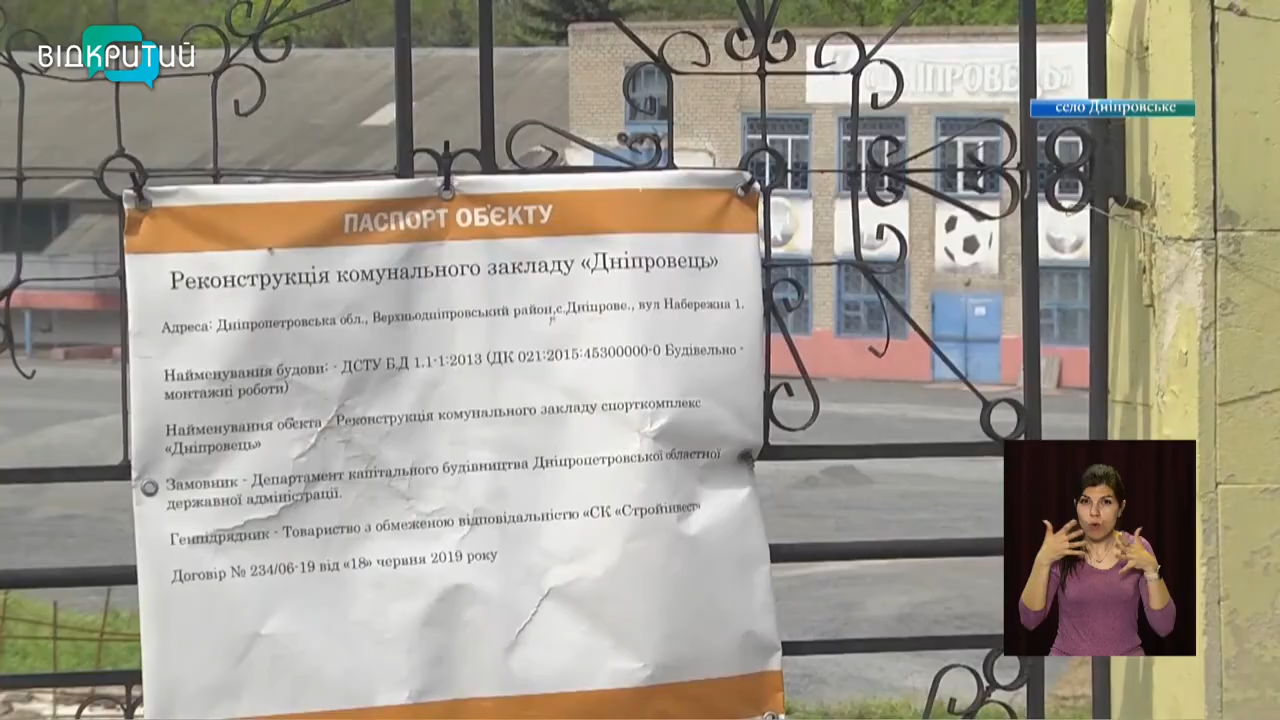 ВІДКРИТИЙ
«ДНІПРОВЕЦЬ»
село Дніпровське
ПАСПОРТ ОБ'ЄКТУ
Реконструкція комунального закладу «Дніпровець»
Адреса: Дніпропетровська обл., Верхньодніпровський район,с.Дніпрове., вул Набережна 1.
Найменування будови: - ДСТУ Б.Д 1.1-1:2013 (ДК 021:2015:45300000-0 Будівельно -
монтажні роботи)
Найменування обєкта - Реконструкція комунального закладу спорткомплекс
«Дніпровець»
Замовник - Департамент капітального будівництва Дніпропетровської обласної
державної адміністрації.
Генпідрядник - Товариство з обмеженою відповідальністю «СК «Стройінвест»
Договір № 234/06-19 від «18» червня 2019 року